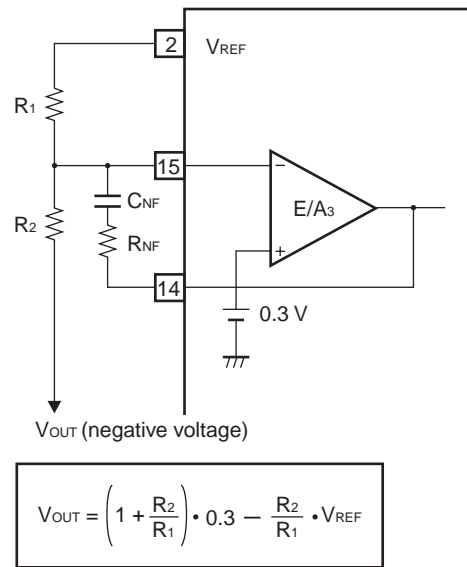 2
VREF
R1
15
−
CNF
E/A3
R2
RNF
+
14
0.3 V
VOUT (negative voltage)
VOUT = (1 + R2/R1) • 0.3 − R2/R1 • VREF